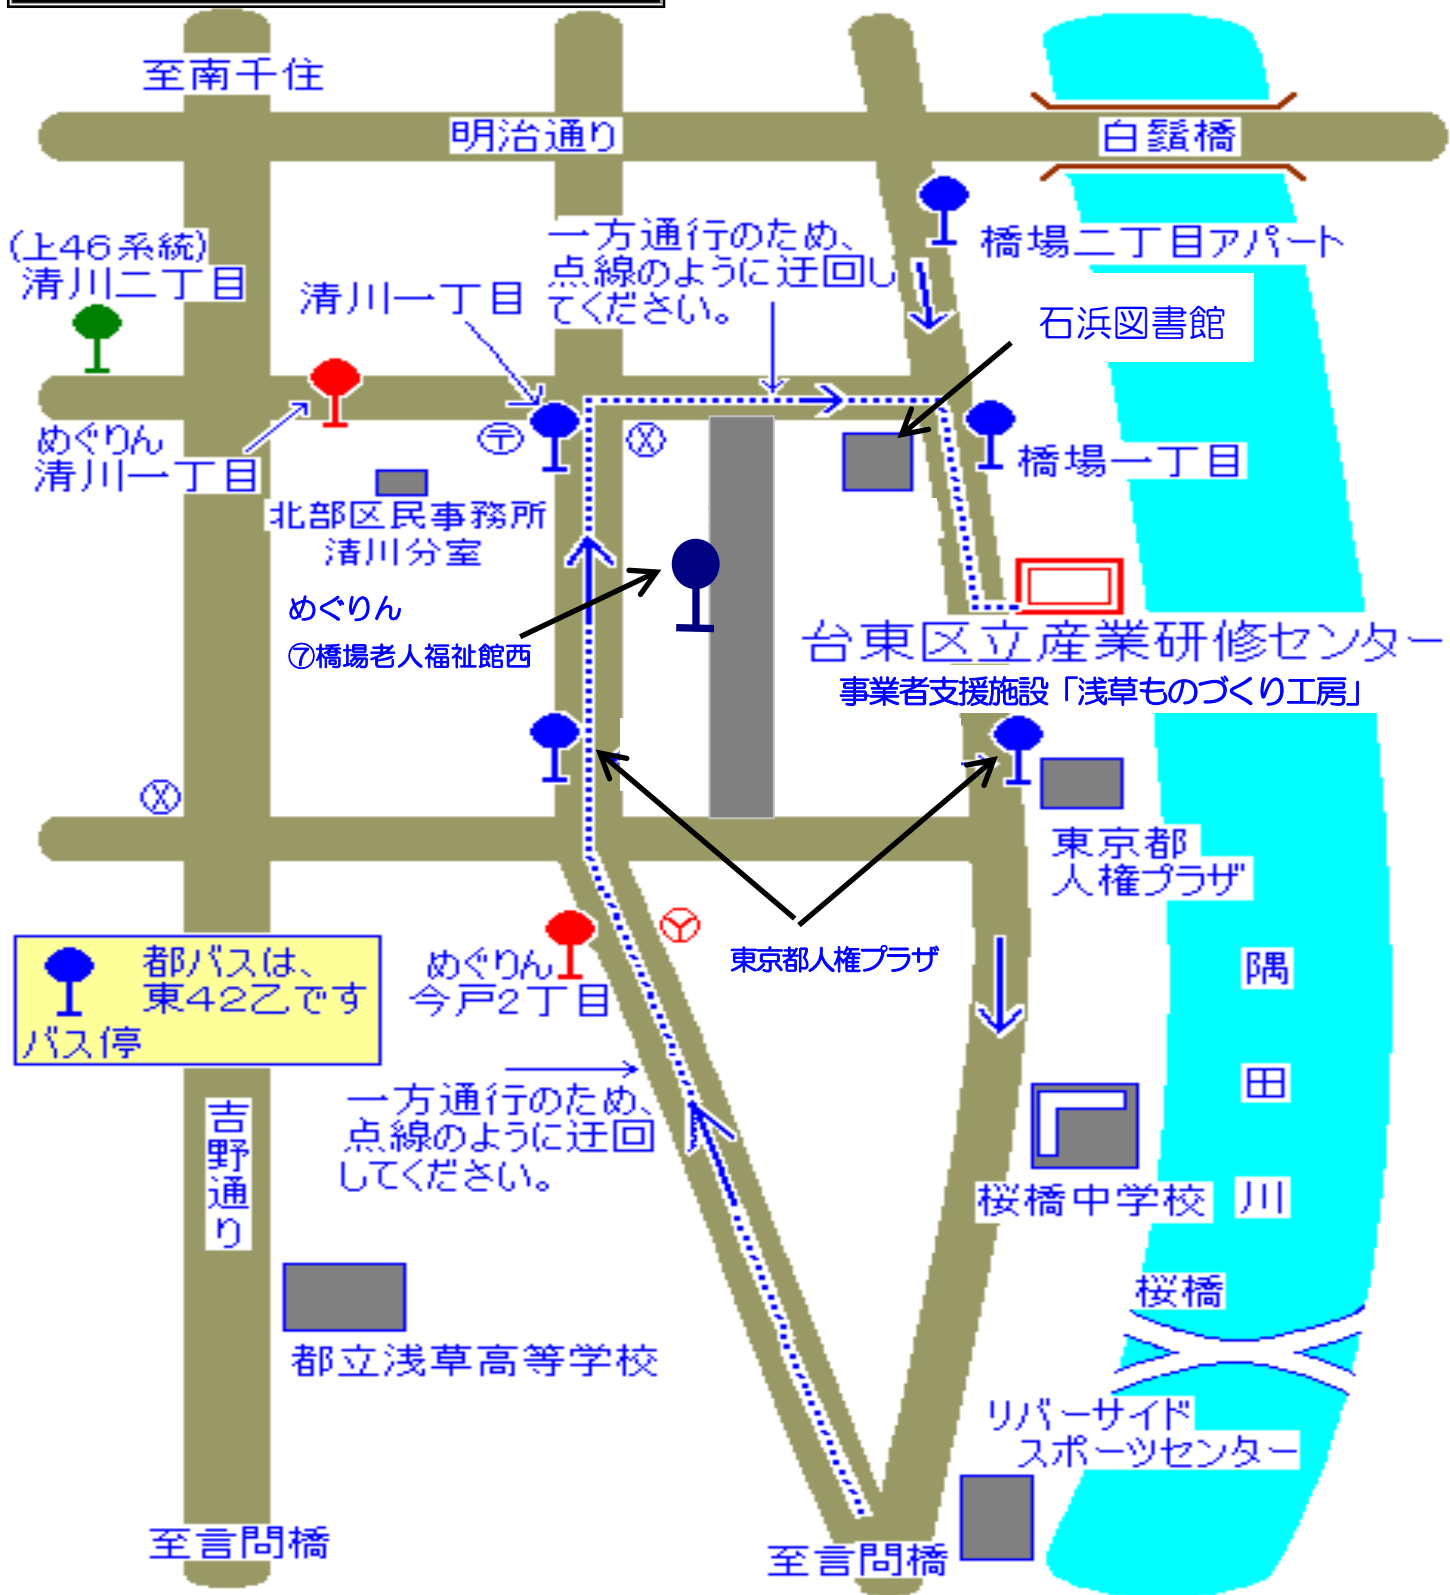 至南千住
明治通り
白鬚橋
(上46系統)
清川二丁目
清川一丁目
一方通行のため、
点線のように迂回し
てください。
橋場二丁目アパート
石浜図書館
めぐりん
清川一丁目
〒
橋場一丁目
北部区民事務所
清川分室
めぐりん
⑦橋場老人福祉館西
台東区立産業研修センター
事業者支援施設「浅草ものづくり工房」
東京都
人権プラザ
東京都人権プラザ
めぐりん
今戸2丁目
都バスは、
東42乙です
バス停
隅田川
一方通行のため、
点線のように迂回
してください。
吉野通り
桜橋中学校
桜橋
都立浅草高等学校
リバーサイド
スポーツセンター
至言問橋
至言問橋